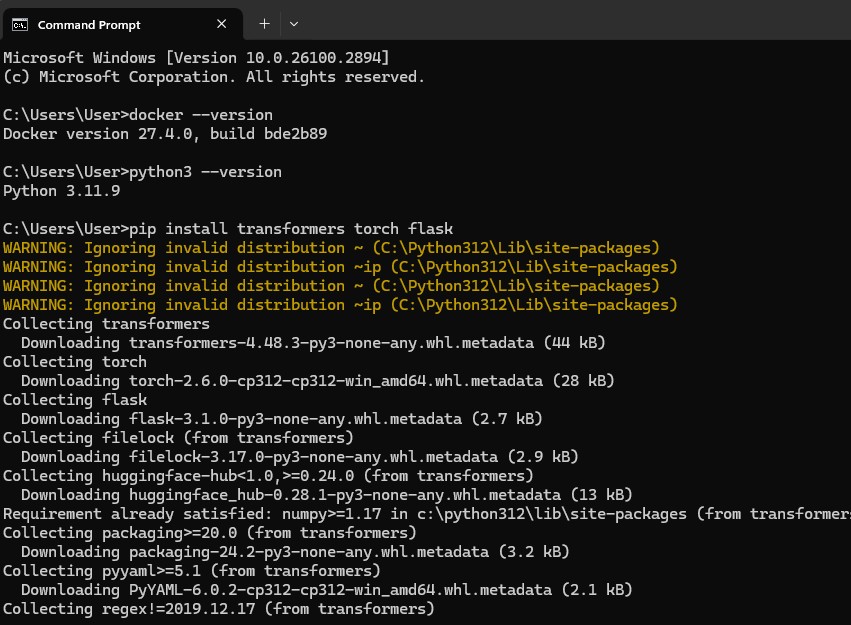 Command Prompt
Microsoft Windows [Version 10.0.26100.2894]
(c) Microsoft Corporation. All rights reserved.
C:\Users\User>docker --version
Docker version 27.4.0, build bde2b89
C:\Users\User>python3 --version
Python 3.11.9
C:\Users\User>pip install transformers torch flask
WARNING: Ignoring invalid distribution ~ (C:\Python312\Lib\site-packages)
WARNING: Ignoring invalid distribution ~ip (C:\Python312\Lib\site-packages)
WARNING: Ignoring invalid distribution ~ (C:\Python312\Lib\site-packages)
WARNING: Ignoring invalid distribution ~ip (C:\Python312\Lib\site-packages)
Collecting transformers
  Downloading transformers-4.48.3-py3-none-any.whl.metadata (44 kB)
Collecting torch
  Downloading torch-2.6.0-cp312-cp312-win_amd64.whl.metadata (28 kB)
Collecting flask
  Downloading flask-3.1.0-py3-none-any.whl.metadata (2.7 kB)
Collecting filelock (from transformers)
  Downloading filelock-3.17.0-py3-none-any.whl.metadata (2.9 kB)
Collecting huggingface-hub<1.0,>=0.24.0 (from transformers)
  Downloading huggingface_hub-0.28.1-py3-none-any.whl.metadata (13 kB)
Requirement already satisfied: numpy>=1.17 in c:\python312\lib\site-packages (from transformers
Collecting packaging>=20.0 (from transformers)
  Downloading packaging-24.2-py3-none-any.whl.metadata (3.2 kB)
Collecting pyyaml>=5.1 (from transformers)
  Downloading PyYAML-6.0.2-cp312-cp312-win_amd64.whl.metadata (2.1 kB)
Collecting regex!=2019.12.17 (from transformers)